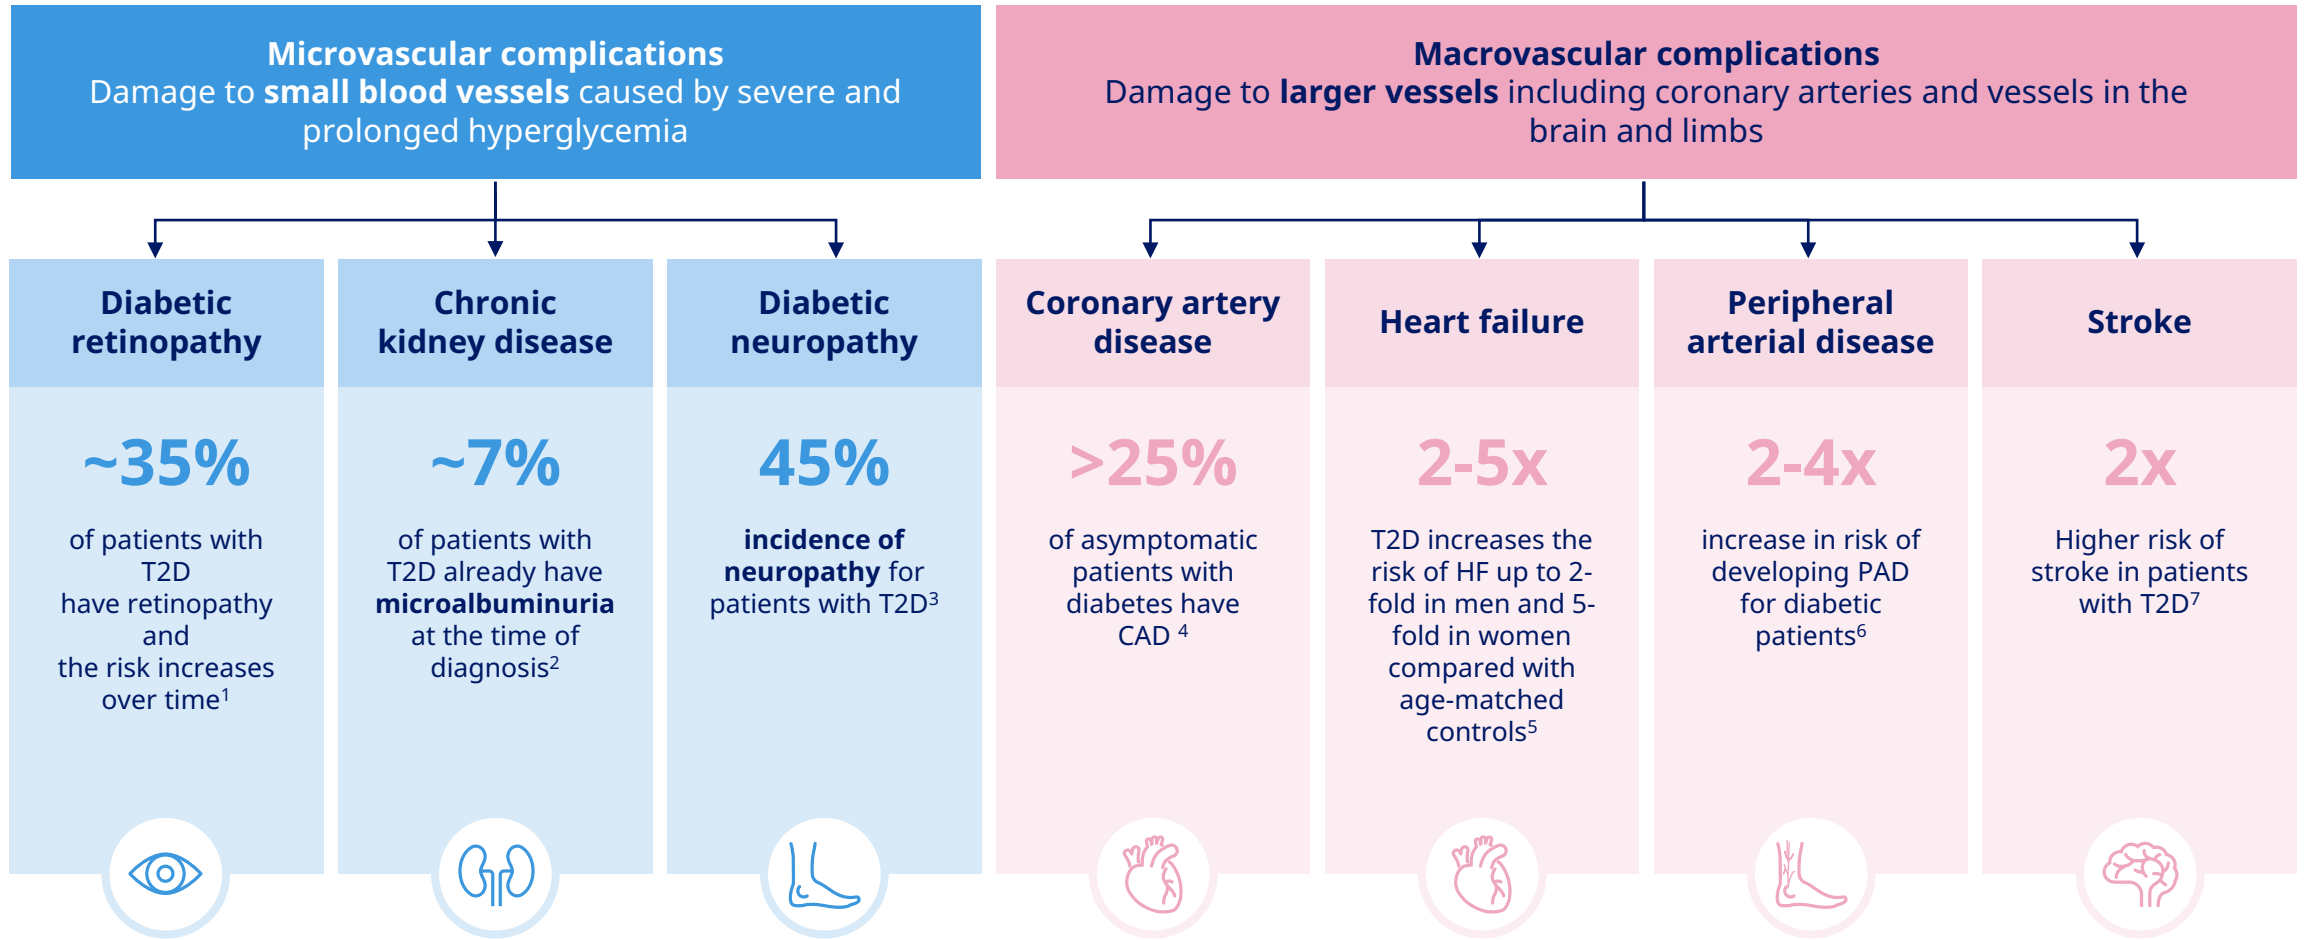 Microvascular complications
Damage to small blood vessels caused by severe and
prolonged hyperglycemia
Macrovascular complications
Damage to larger vessels including coronary arteries and vessels in the
brain and limbs
Diabetic
retinopathy
~35%
of patients with
T2D
have retinopathy
and
the risk increases
over time¹
Chronic
kidney disease
~7%
of patients with
T2D already have
microalbuminuria
at the time of
diagnosis²
Diabetic
neuropathy
45%
incidence of
neuropathy for
patients with T2D³
Coronary artery
disease
>25%
of asymptomatic
patients with
diabetes have
CAD ⁴
Heart failure
2-5x
T2D increases the
risk of HF up to 2-
fold in men and 5-
fold in women
compared with
age-matched
controls⁵
Peripheral
arterial disease
2-4x
increase in risk of
developing PAD
for diabetic
patients⁶
Stroke
2x
Higher risk of
stroke in patients
with T2D⁷